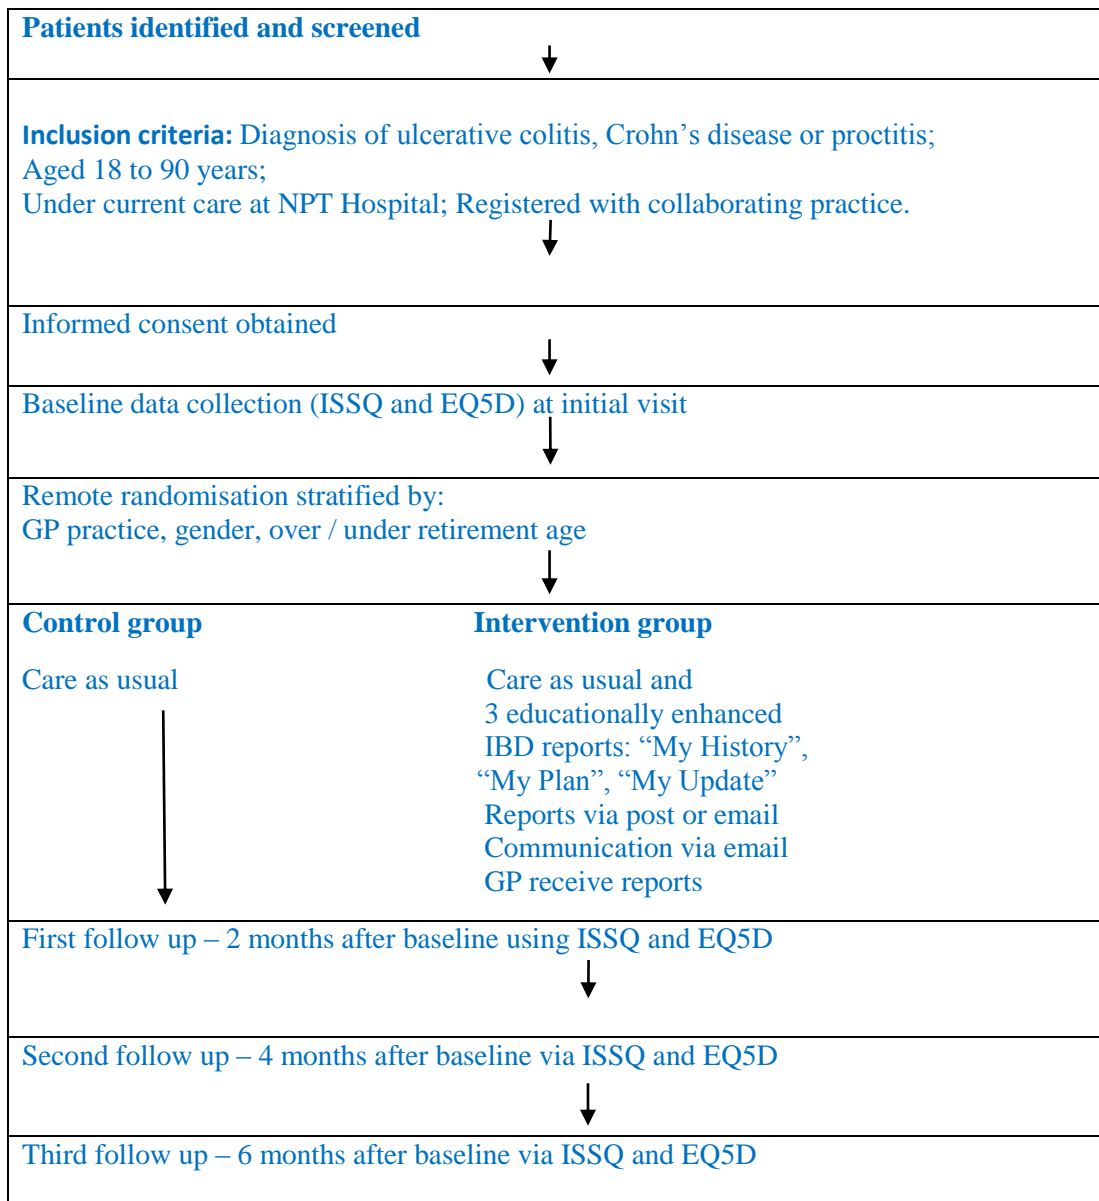 Patients identified and screened
Inclusion criteria: Diagnosis of ulcerative colitis, Crohn’s disease or proctitis;
Aged 18 to 90 years;
Under current care at NPT Hospital; Registered with collaborating practice.
Informed consent obtained
Baseline data collection (ISSQ and EQ5D) at initial visit
Remote randomisation stratified by:
GP practice, gender, over / under retirement age
Control group
Care as usual
Intervention group
Care as usual and
3 educationally enhanced
IBD reports: “My History”,
“My Plan”, “My Update”
Reports via post or email
Communication via email
GP receive reports
First follow up – 2 months after baseline using ISSQ and EQ5D
Second follow up – 4 months after baseline via ISSQ and EQ5D
Third follow up – 6 months after baseline via ISSQ and EQ5D